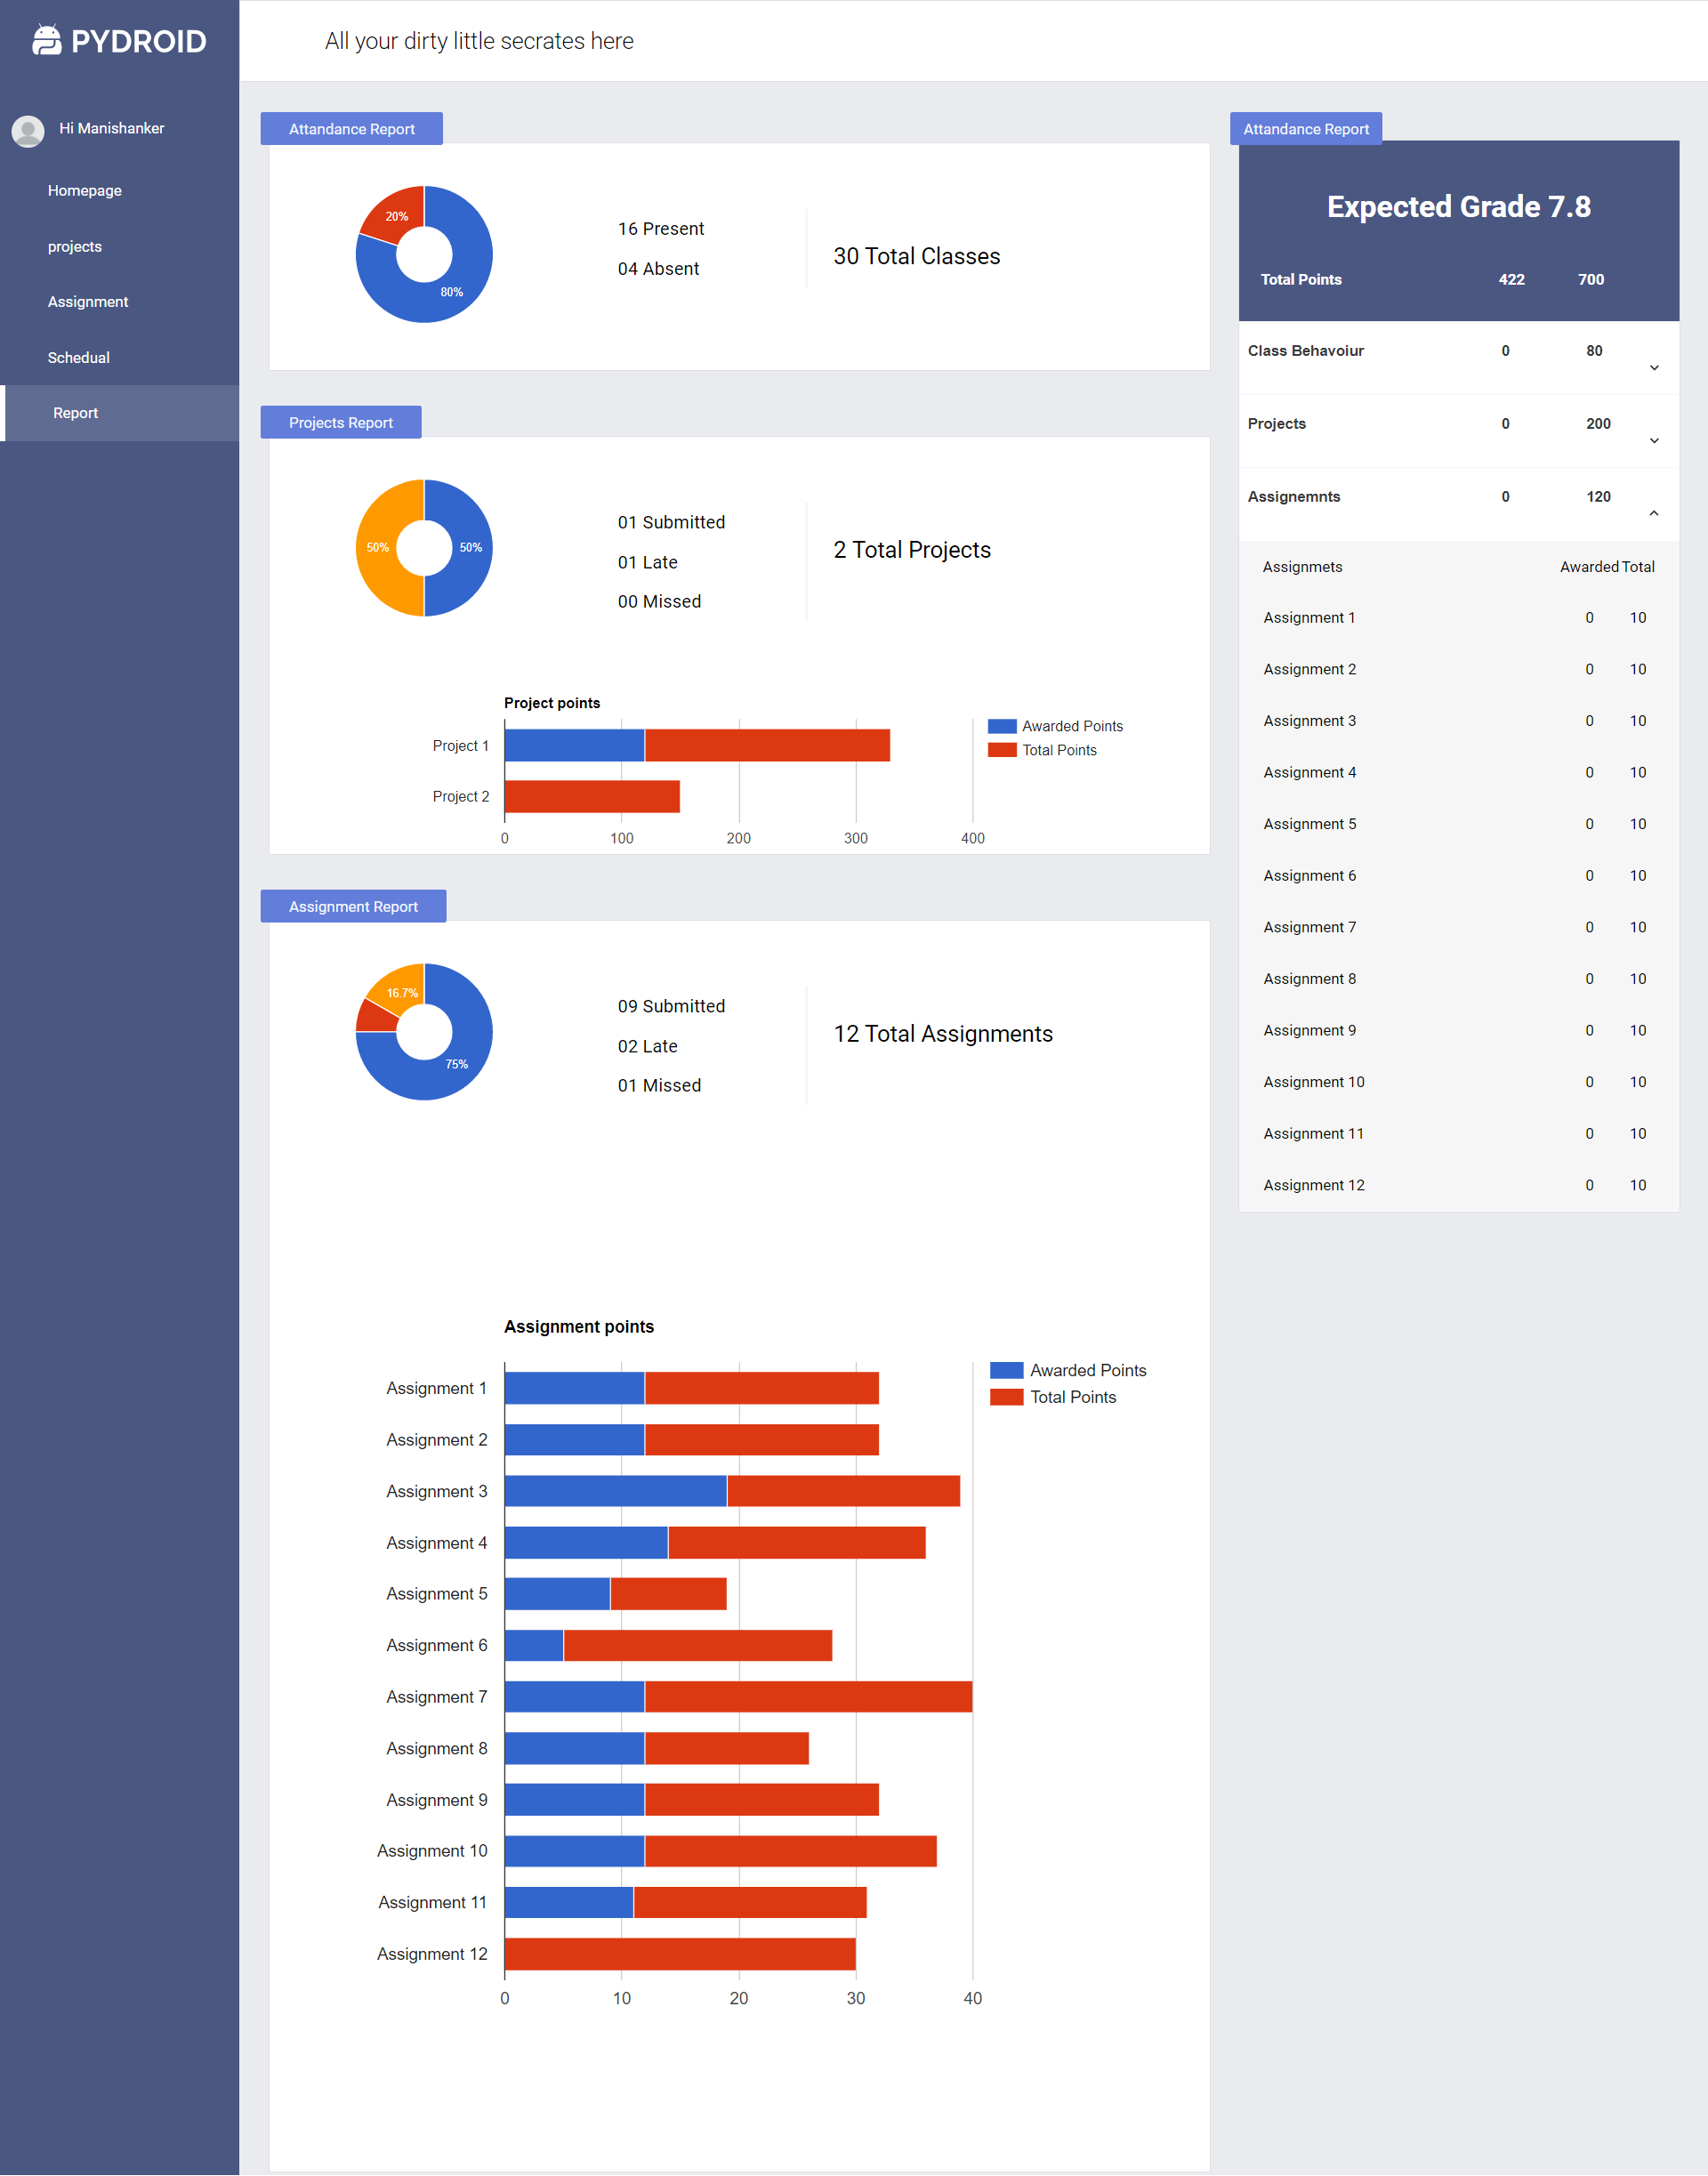 PYDROID
All your dirty little secrates here
Hi Manishanker
Homepage
projects
Assignment
Schedual
Report
Attandance Report
20%
80%
16 Present
04 Absent
30 Total Classes
Projects Report
50%
50%
01 Submitted
01 Late
00 Missed
2 Total Projects
Project points
Project 1
Project 2
0 100 200 300 400
Awarded Points
Total Points
Assignment Report
16.7%
75%
09 Submitted
02 Late
01 Missed
12 Total Assignments
Assignment points
Assignment 1
Assignment 2
Assignment 3
Assignment 4
Assignment 5
Assignment 6
Assignment 7
Assignment 8
Assignment 9
Assignment 10
Assignment 11
Assignment 12
0 10 20 30 40
Awarded Points
Total Points
Attandance Report
Expected Grade 7.8
Total Points 422 700
Class Behavoiur 0 80
Projects 0 200
Assignemnts 0 120
Assignmets Awarded Total
Assignment 1 0 10
Assignment 2 0 10
Assignment 3 0 10
Assignment 4 0 10
Assignment 5 0 10
Assignment 6 0 10
Assignment 7 0 10
Assignment 8 0 10
Assignment 9 0 10
Assignment 10 0 10
Assignment 11 0 10
Assignment 12 0 10